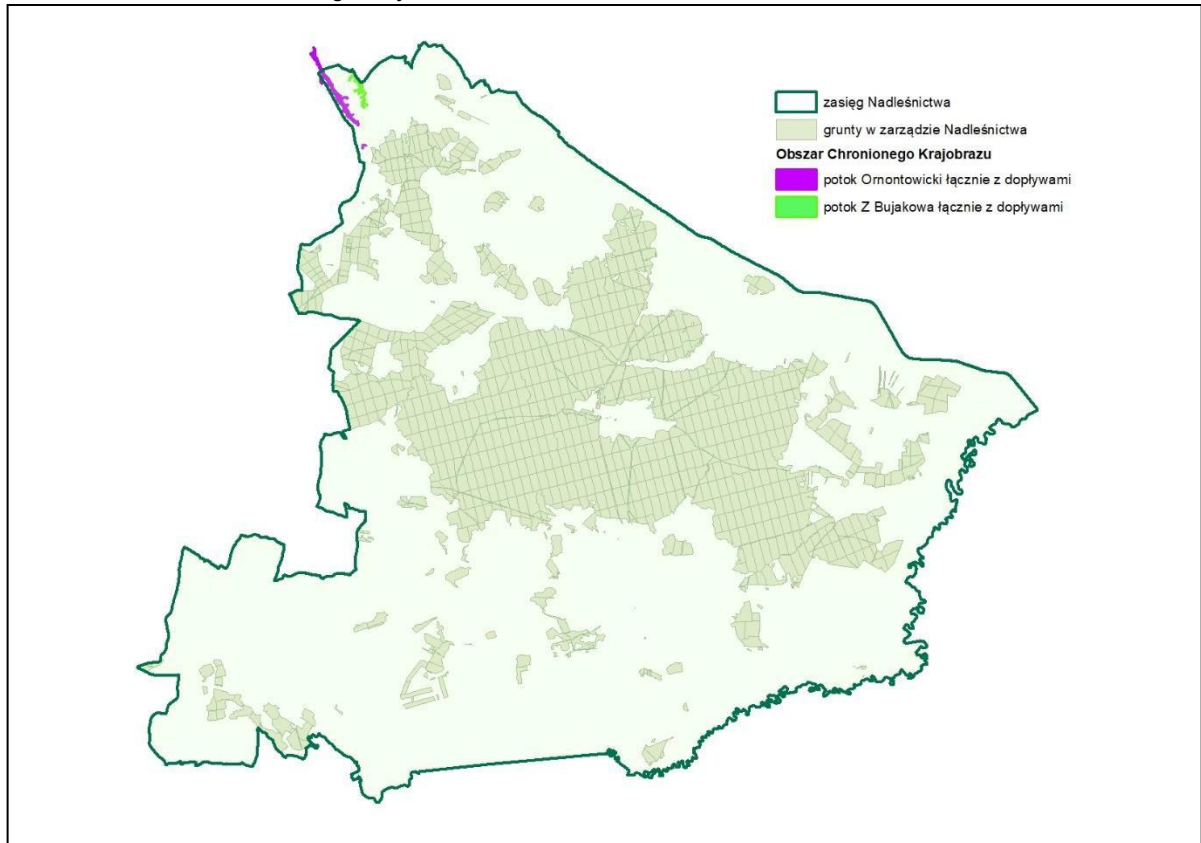 zasięg Nadleśnictwa
grunty w zarządzie Nadleśnictwa
Obszar Chronionego Krajobrazu
potok Ornontowicki łącznie z dopływami
potok Z Bujakowa łącznie z dopływami